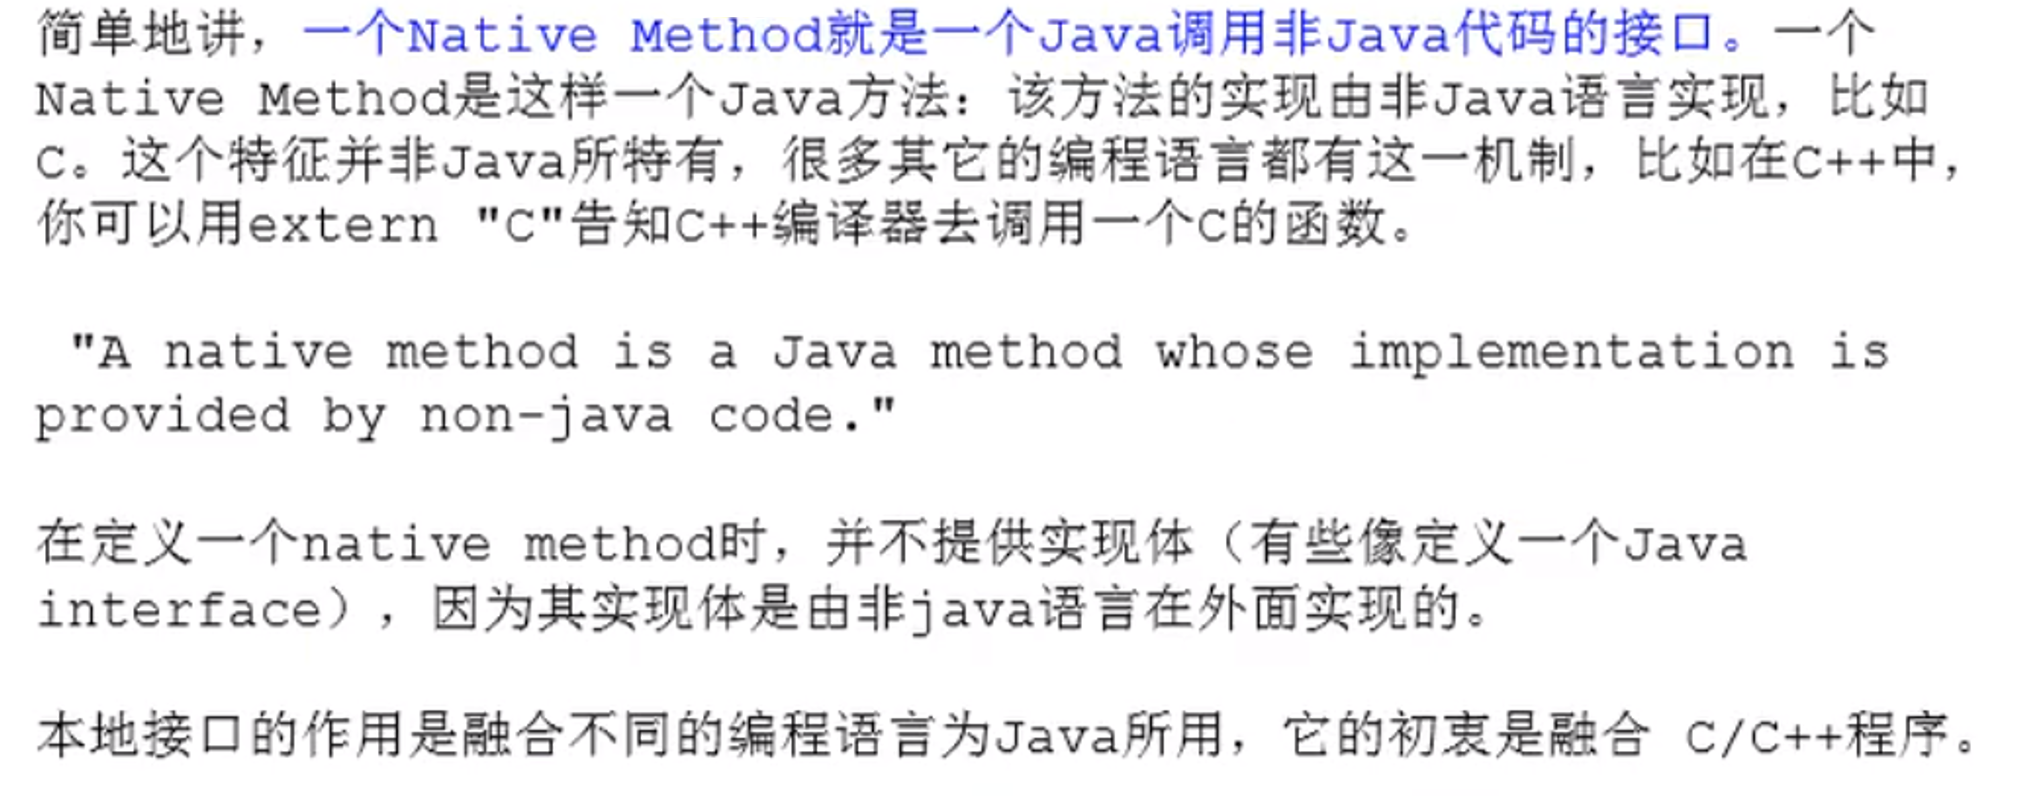 简单地讲，一个Native Method就是一个Java调用非Java代码的接口。一个
Native Method是这样一个Java方法：该方法的实现由非Java语言实现，比如
C。这个特征并非Java所特有，很多其它的编程语言都有这一机制，比如在C++中，
你可以用extern "C"告知C++编译器去调用一个C的函数。
"A native method is a Java method whose implementation is
provided by non-java code."
在定义一个native method时，并不提供实现体（有些像定义一个Java
interface），因为其实现体是由非java语言在外面实现的。
本地接口的作用是融合不同的编程语言为Java所用，它的初衷是融合 C/C++程序。